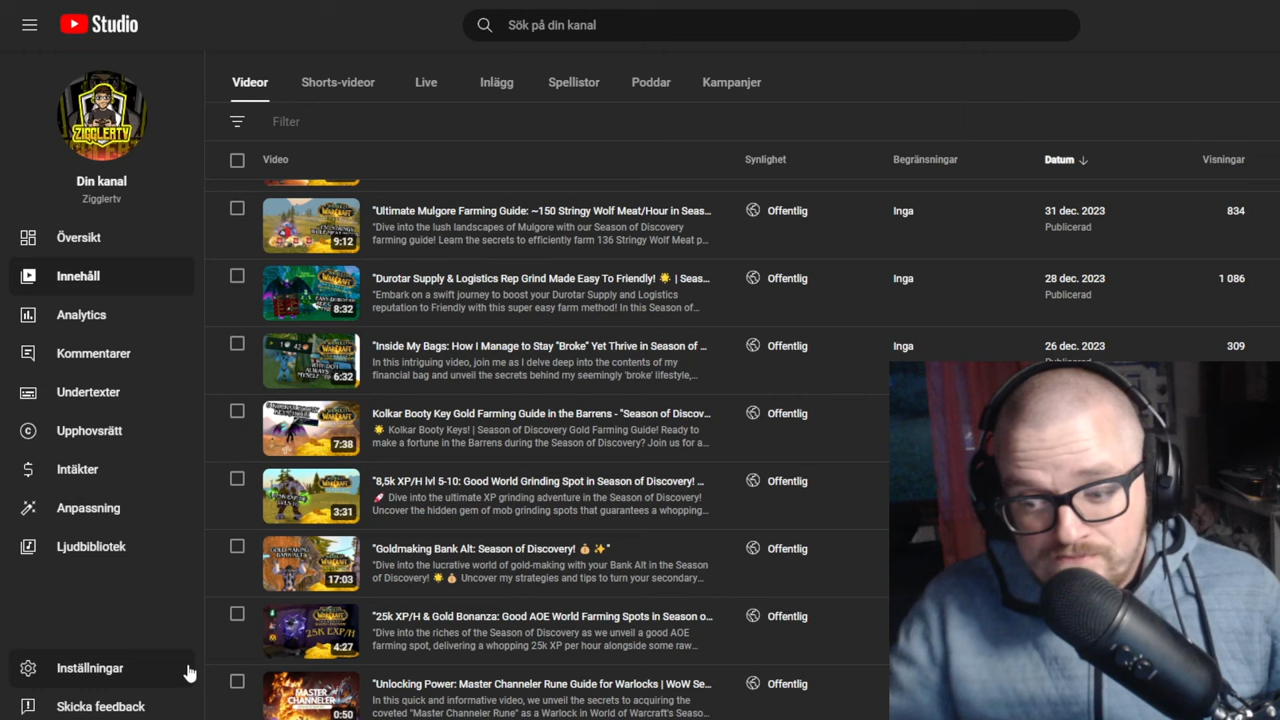 Studio
Sök på din kanal
ZIGGLERTV
Din kanal
Zigglertv
Översikt
Innehåll
Analytics
Kommentarer
Undertexter
Upphovsrätt
Intäkter
Anpassning
Ljudbibliotek
Inställningar
Skicka feedback
Videor Shorts-videor Live Inlägg Spellistor Poddar Kampanjer
Filter
Video Synlighet Begränsningar Datum Visningar
9:12
"Ultimate Mulgore Farming Guide: ~150 Stringy Wolf Meat/Hour in Seas... Offentlig Inga 31 dec. 2023 834
"Dive into the lush landscapes of Mulgore with our Season of Discovery Publicerad
farming guide! Learn the secrets to efficiently farm 136 Stringy Wolf Meat p...
8:32
"Durotar Supply & Logistics Rep Grind Made Easy To Friendly! 🌟 | Seas... Offentlig Inga 28 dec. 2023 1 086
"Embark on a swift journey to boost your Durotar Supply and Logistics Publicerad
reputation to Friendly with this super easy farm method! In this Season of...
6:32
"Inside My Bags: How I Manage to Stay "Broke" Yet Thrive in Season of ... Offentlig Inga 26 dec. 2023 309
In this intriguing video, join me as I delve deep into the contents of my
financial bag and unveil the secrets behind my seemingly 'broke' lifestyle,...
7:38
Kolkar Booty Key Gold Farming Guide in the Barrens - "Season of Discov... Offentlig
🌟 Kolkar Booty Keys! | Season of Discovery Gold Farming Guide! Ready to
make a fortune in the Barrens during the Season of Discovery? Join us for a...
3:31
"8,5k XP/H lvl 5-10: Good World Grinding Spot in Season of Discovery! ... Offentlig
🚀 Dive into the ultimate XP grinding adventure in the Season of Discovery!
Uncover the hidden gem of mob grinding spots that guarantees a whopping...
GOLDMAKING
BANK ALT
17:03
"Goldmaking Bank Alt: Season of Discovery! 💰 ✨" Offentlig
"Dive into the lucrative world of gold-making with your Bank Alt in the Season
of Discovery! 🌟 💰 Uncover my strategies and tips to turn your secondary...
25K EXP/H
4:27
"25k XP/H & Gold Bonanza: Good AOE World Farming Spots in Season o... Offentlig
"Dive into the riches of the Season of Discovery as we unveil a good AOE
farming spot, delivering a whopping 25k XP per hour alongside some raw...
MASTER
CHANNELER
0:50
"Unlocking Power: Master Channeler Rune Guide for Warlocks | WoW Se... Offentlig
"In this quick and informative video, we unveil the secrets to acquiring the
coveted "Master Channeler Rune" as a Warlock in World of Warcraft's Seaso...